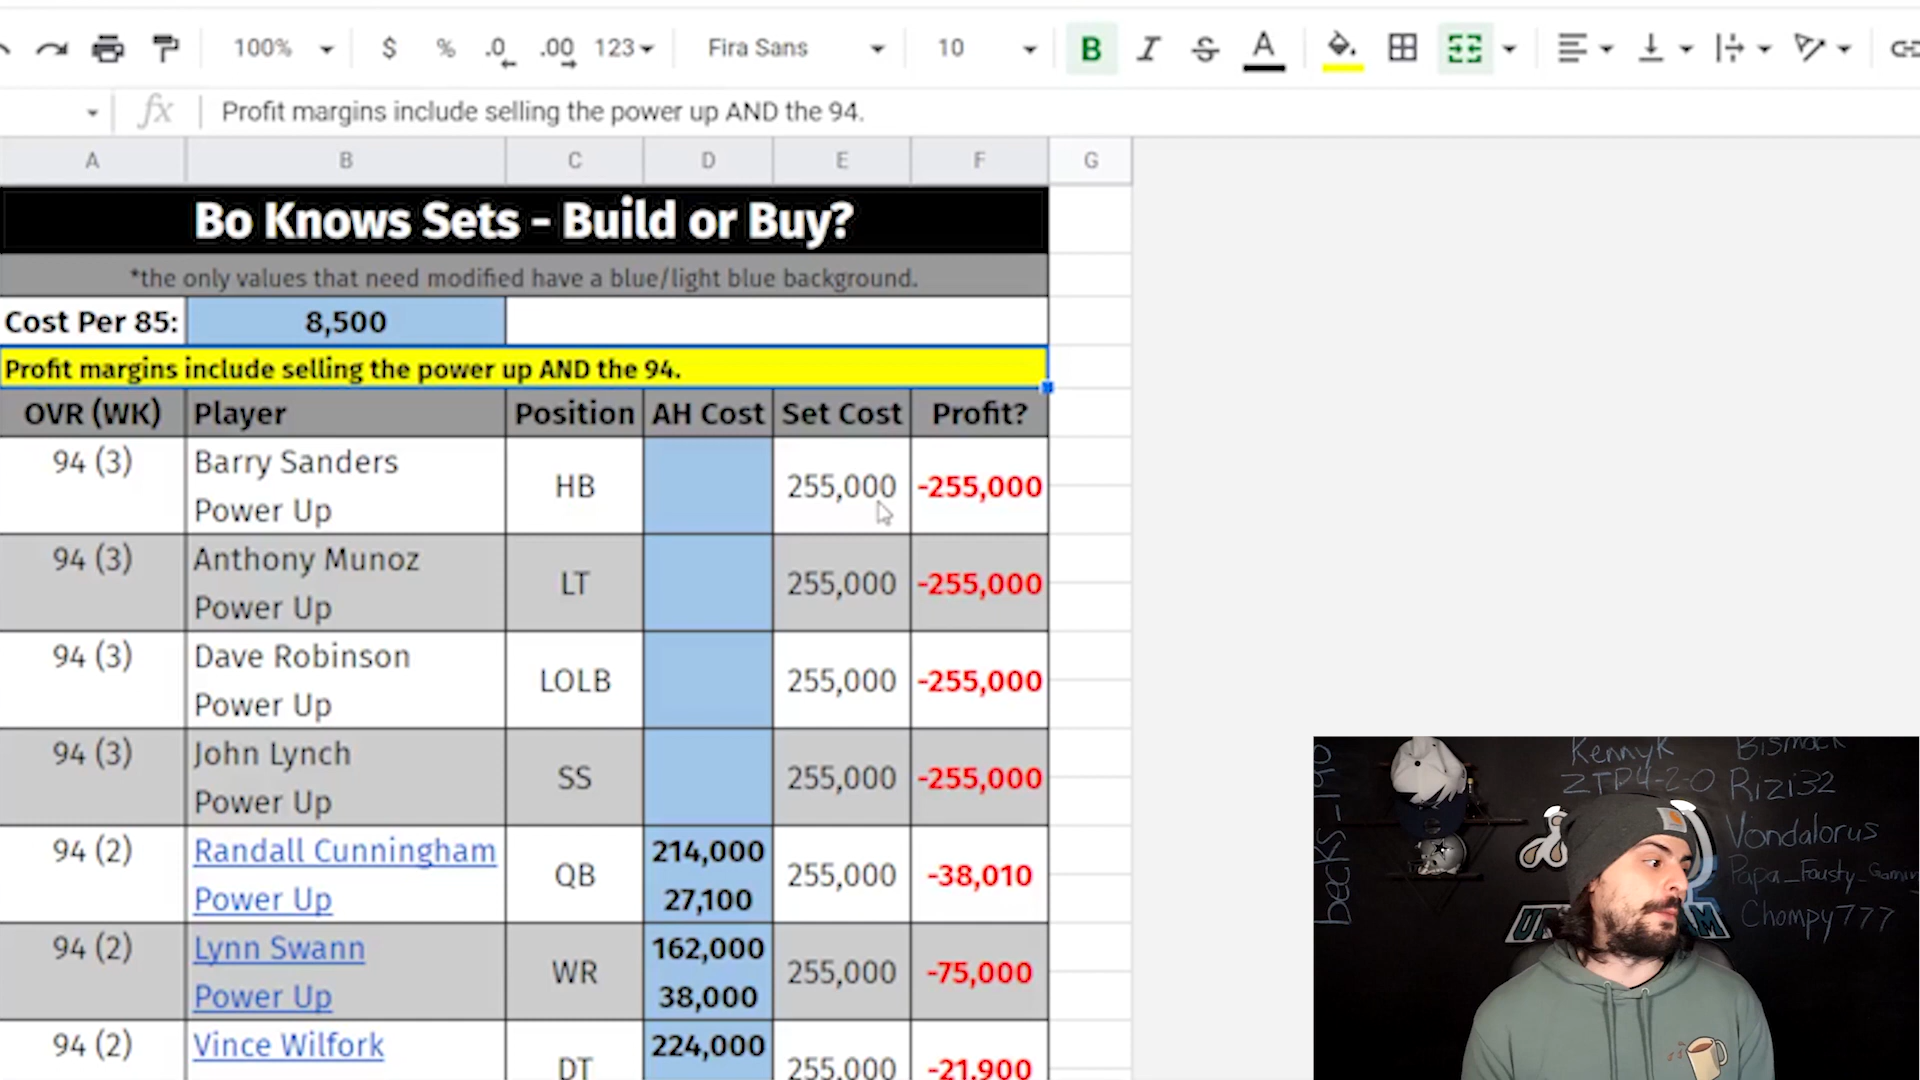 100% $ % .0 .00 123 Fira Sans 10 B I S A
fx Profit margins include selling the power up AND the 94.
A B C D E F G
Bo Knows Sets - Build or Buy?
*the only values that need modified have a blue/light blue background.
Cost Per 85: 8,500
Profit margins include selling the power up AND the 94.
OVR (WK) Player Position AH Cost Set Cost Profit?
94 (3) Barry Sanders HB 255,000 -255,000
Power Up
94 (3) Anthony Munoz LT 255,000 -255,000
Power Up
94 (3) Dave Robinson LOLB 255,000 -255,000
Power Up
94 (3) John Lynch SS 255,000 -255,000
Power Up
94 (2) Randall Cunningham QB 214,000 255,000 -38,010
Power Up 27,100
94 (2) Lynn Swann WR 162,000 255,000 -75,000
Power Up 38,000
94 (2) Vince Wilfork DT 224,000 255,000 -21,900
KennyK Bismack
ZTP4-2-0 Rizi32
Vondalorus
Papa_Fausty_Gamin
Chompy777